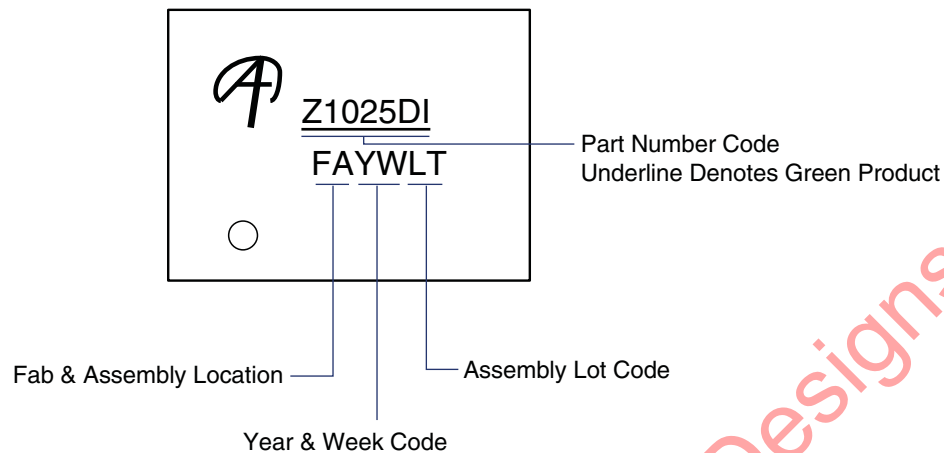 Z1025DI
FAYWLT
Part Number Code
Underline Denotes Green Product
Fab & Assembly Location
Assembly Lot Code
Year & Week Code
Designs